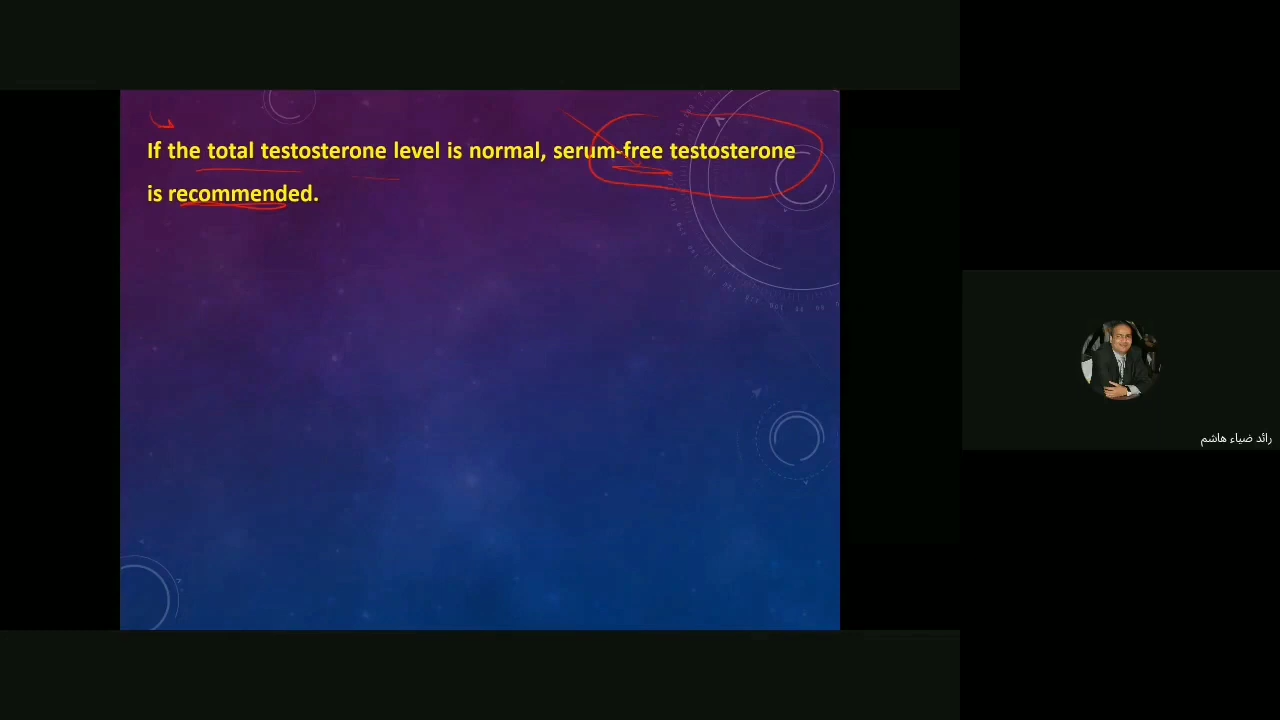 If the total testosterone level is normal, serum-free testosterone
is recommended.
رائد ضياء هاشم